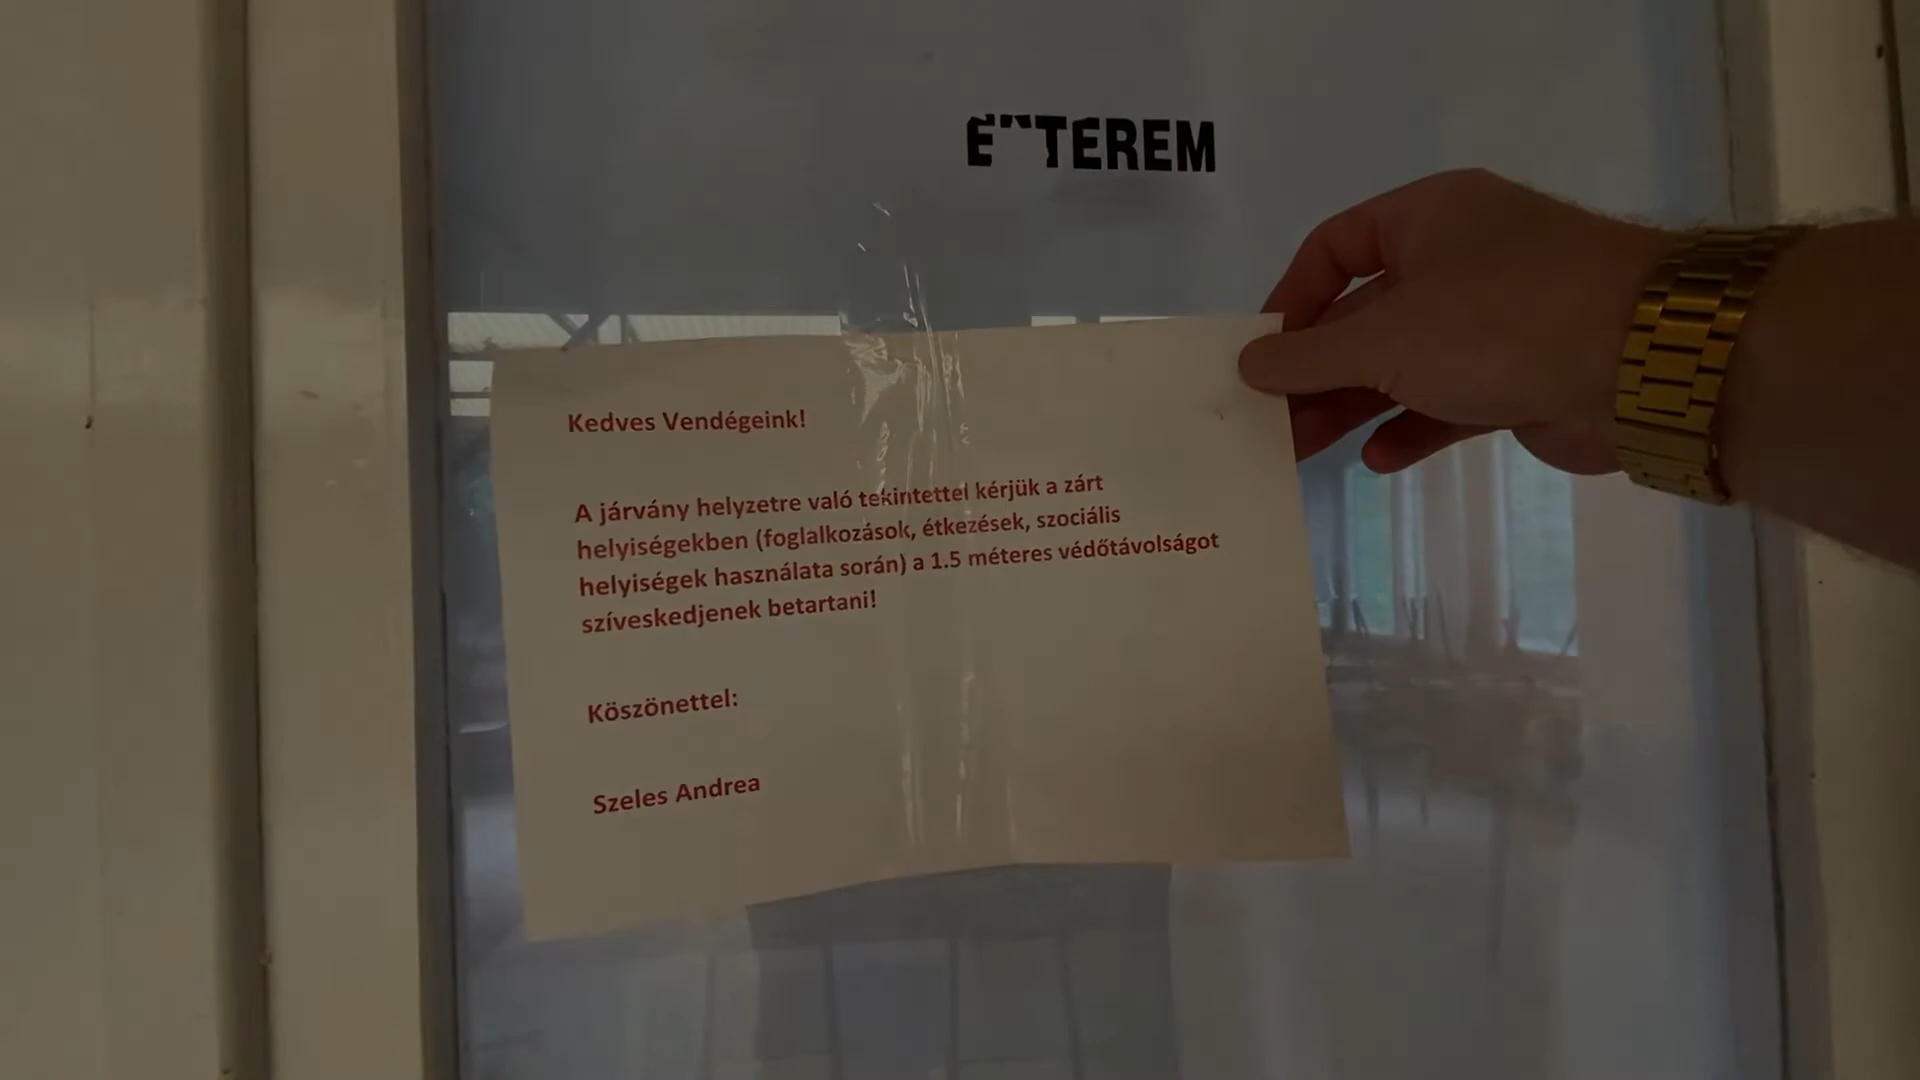 TEREM
Kedves Vendégeink!
A járvány helyzetre való tekintettel kérjük a zárt
helyiségekben (foglalkozások, étkezések, szociális
helyiségek használata során) a 1.5 méteres védőtávolságot
szíveskedjenek betartani!
Köszönettel:
Szeles Andrea